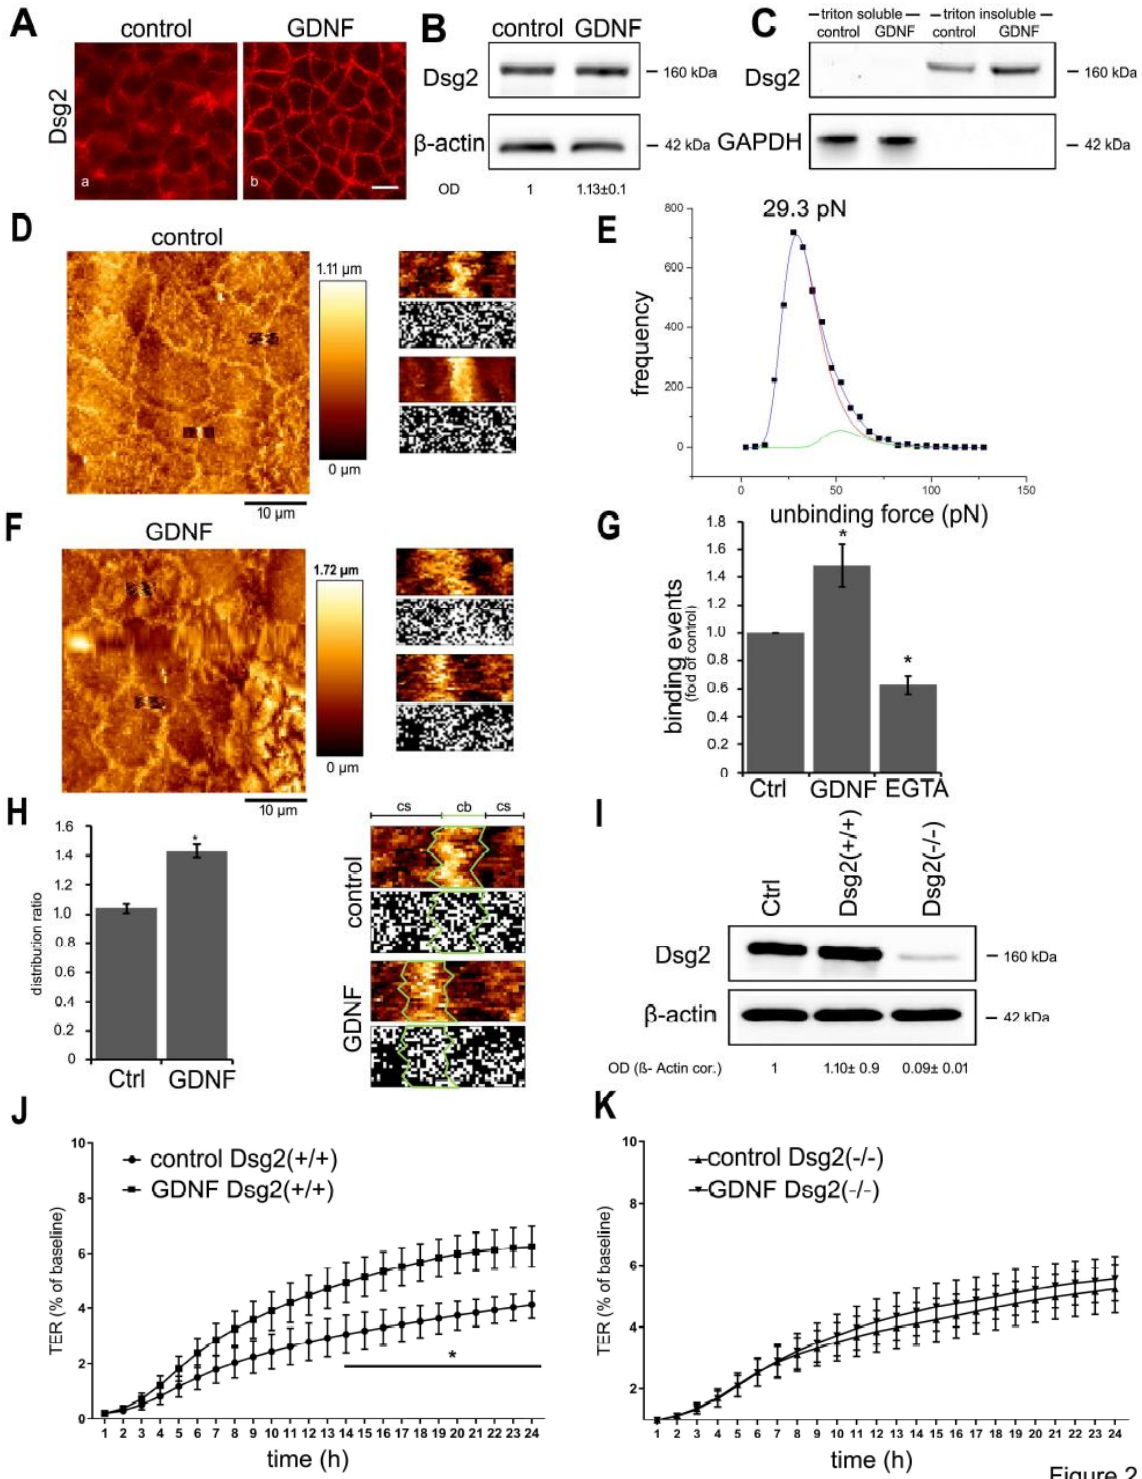 A
control GDNF
Dsg2
a b
B
control GDNF
Dsg2 – 160 kDa
β-actin – 42 kDa
OD 1 1.13±0.1
C
triton soluble triton insoluble
control GDNF control GDNF
Dsg2 – 160 kDa
GAPDH – 42 kDa
D
control
1.11 µm
0 µm
10 µm
E
29.3 pN
frequency
800
600
400
200
0
0 50 100 150
unbinding force (pN)
F
GDNF
1.72 µm
0 µm
10 µm
G
binding events
(fold of control)
1.8
1.6
1.4
1.2
1.0
0.8
0.6
0.4
0.2
0
*
*
Ctrl GDNF EGTA
H
distribution ratio
1.6
1.4
1.2
1.0
0.8
0.6
0.4
0.2
0
*
Ctrl GDNF
cs cb cs
control
GDNF
I
Ctrl Dsg2(+/+) Dsg2(-/-)
Dsg2 – 160 kDa
β-actin – 42 kDa
OD (ß- Actin cor.) 1 1.10± 0.9 0.09± 0.01
J
control Dsg2(+/+)
GDNF Dsg2(+/+)
TER (% of baseline)
10
8
6
4
2
0
*
1 2 3 4 5 6 7 8 9 10 11 12 13 14 15 16 17 18 19 20 21 22 23 24
time (h)
K
control Dsg2(-/-)
GDNF Dsg2(-/-)
TER (% of baseline)
10
8
6
4
2
1 2 3 4 5 6 7 8 9 10 11 12 13 14 15 16 17 18 19 20 21 22 23 24
time (h)
Figure 2